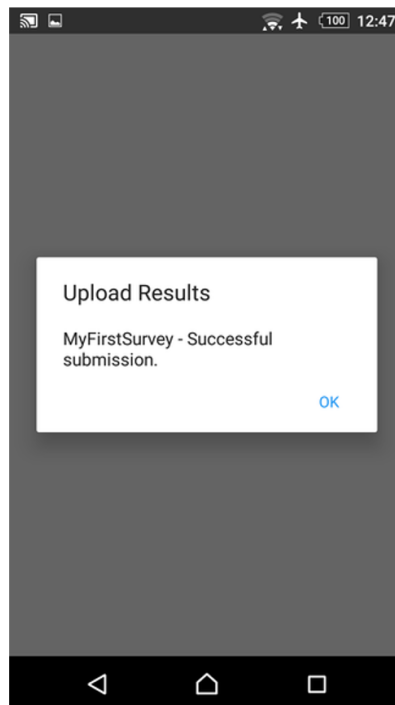 100 12:47
Upload Results
MyFirstSurvey - Successful
submission.
OK